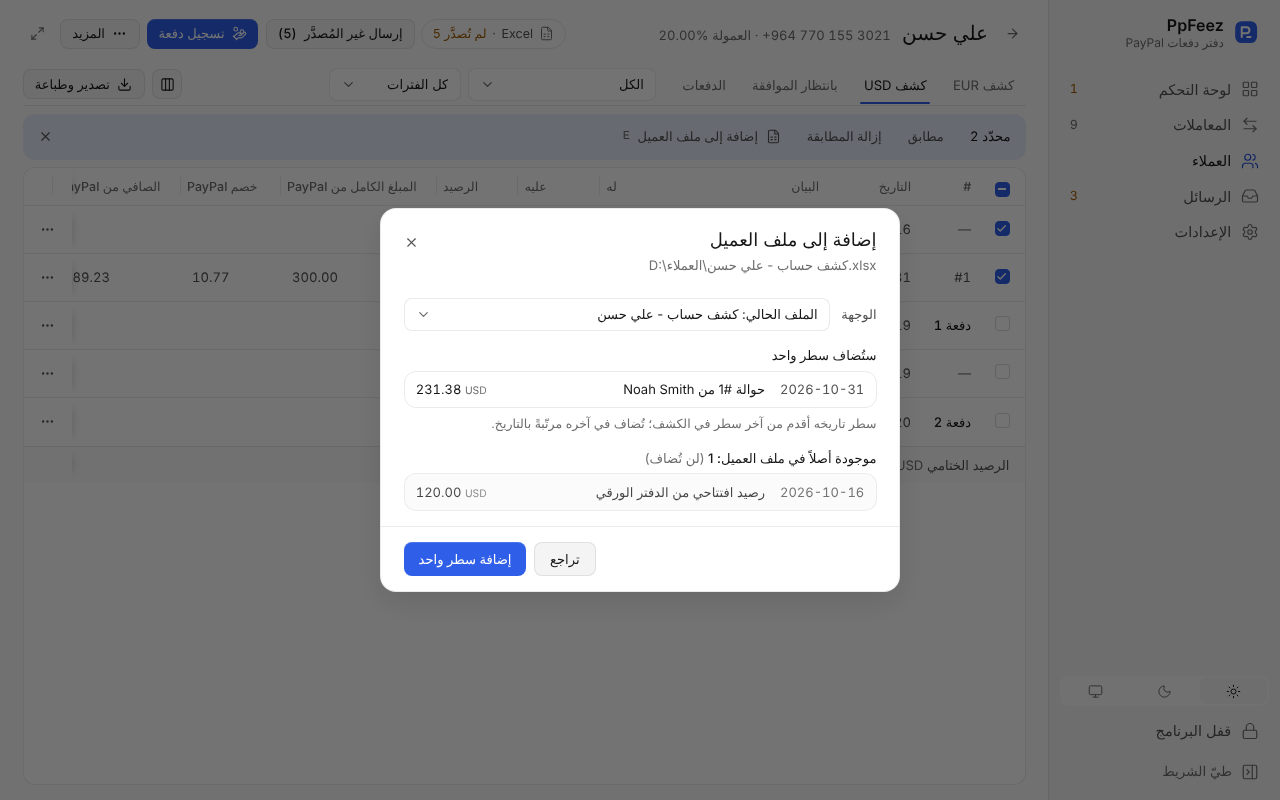 PpFeez
دفتر دفعات PayPal
لوحة التحكم 1
المعاملات 9
العملاء
الرسائل 3
الإعدادات
قفل البرنامج
طيّ الشريط
علي حسن
+964 770 155 3021 · العمولة 20.00%
Excel · لم تُصدَّر 5
إرسال غير المُصدَّر (5)
تسجيل دفعة
المزيد
كشف EUR
كشف USD
بانتظار الموافقة
الدفعات
الكل
كل الفترات
تصدير وطباعة
محدّد 2
مطابق
إزالة المطابقة
إضافة إلى ملف العميل E
# التاريخ البيان له عليه الرصيد المبلغ الكامل من PayPal خصم PayPal الصافي من
—
#1 300.00 10.77 89.23
دفعة 1
—
دفعة 2
الرصيد الختامي USD
إضافة إلى ملف العميل
D:\العملاء\كشف حساب - علي حسن.xlsx
الوجهة
الملف الحالي: كشف حساب - علي حسن
ستُضاف سطر واحد
2026-10-31 حوالة #1 من Noah Smith 231.38 USD
سطر تاريخه أقدم من آخر سطر في الكشف؛ تُضاف في آخره مرتّبةً بالتاريخ.
موجودة أصلاً في ملف العميل: 1 (لن تُضاف)
2026-10-16 رصيد افتتاحي من الدفتر الورقي 120.00 USD
تراجع
إضافة سطر واحد